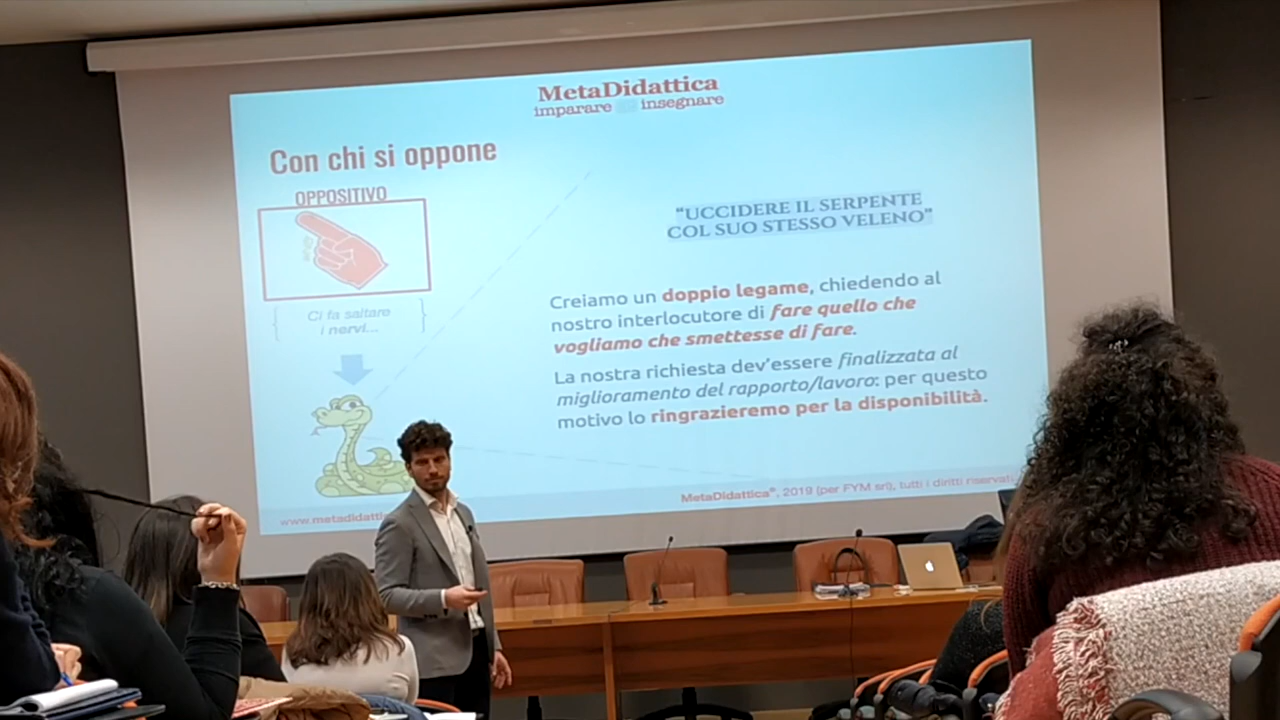 MetaDidattica
imparare insegnare
Con chi si oppone
OPPOSITIVO
Ci fa saltare
i nervi...
"UCCIDERE IL SERPENTE
COL SUO STESSO VELENO"
Creiamo un doppio legame, chiedendo al
nostro interlocutore di fare quello che
vogliamo che smettesse di fare.
La nostra richiesta dev'essere finalizzata al
miglioramento del rapporto/lavoro: per questo
motivo lo ringrazieremo per la disponibilità.
MetaDidattica®, 2019 (per FYM srl), tutti i diritti riservati
www.metadidatti